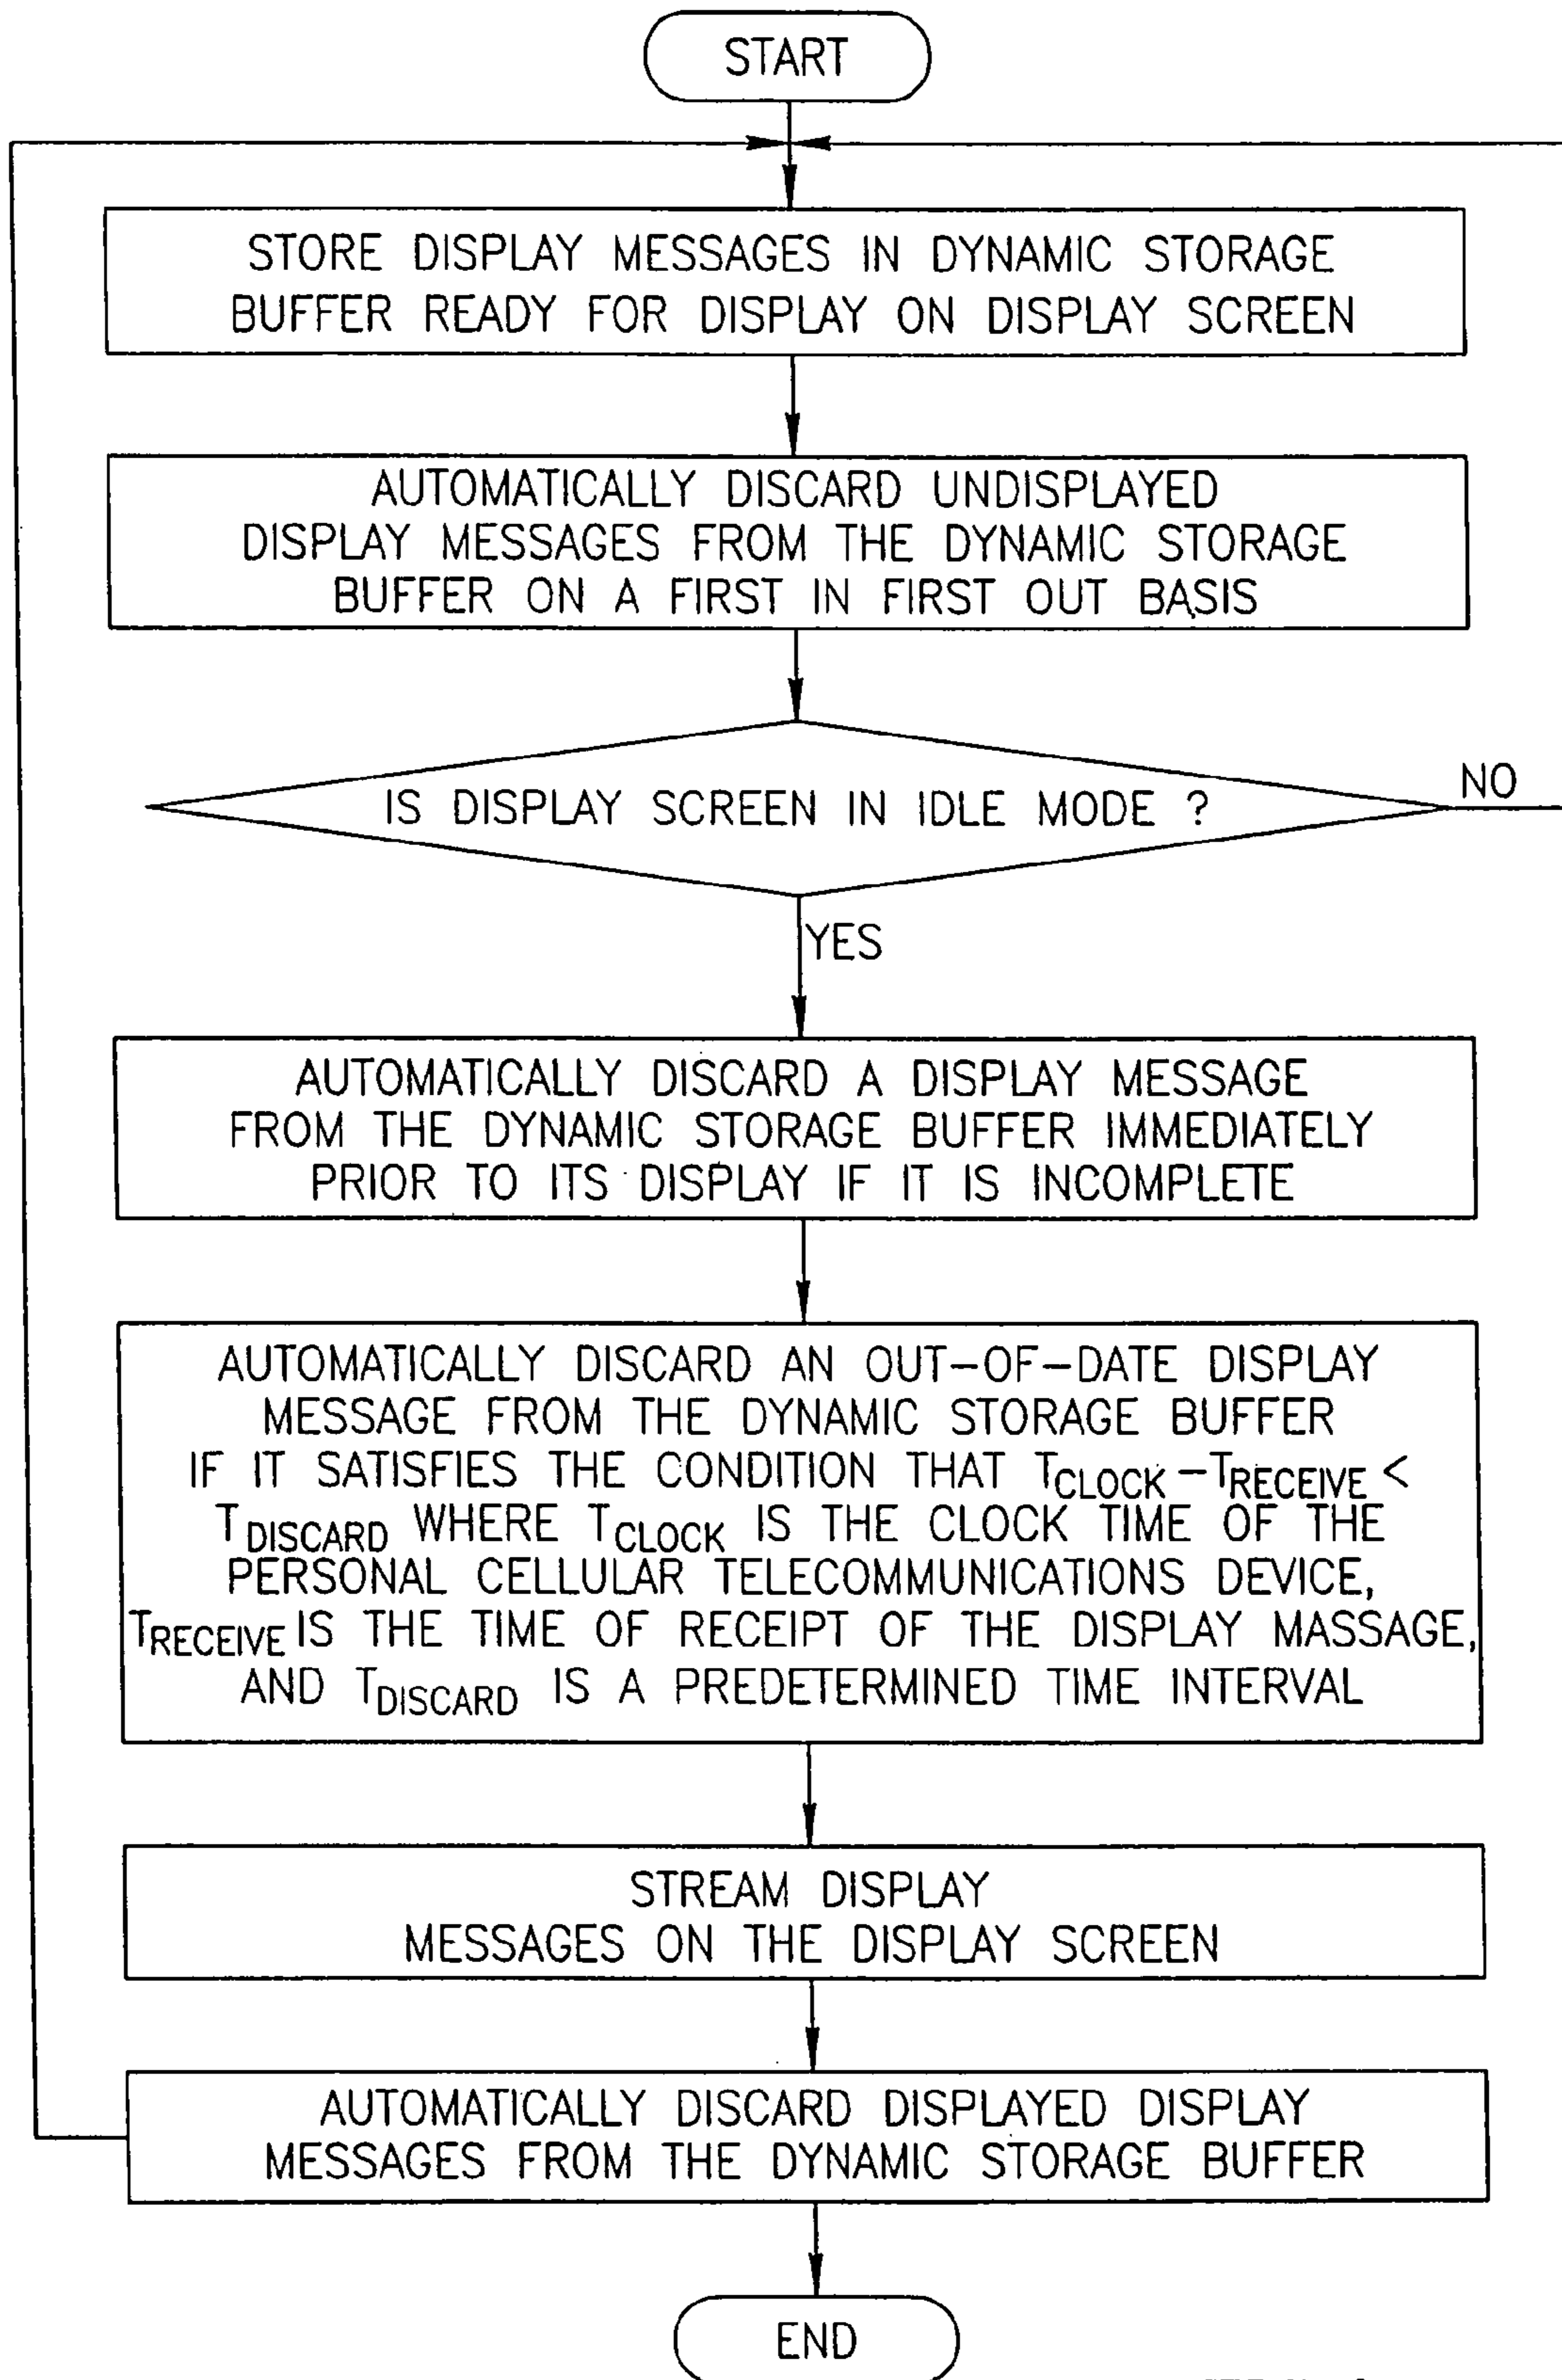 START
STORE DISPLAY MESSAGES IN DYNAMIC STORAGE
BUFFER READY FOR DISPLAY ON DISPLAY SCREEN
AUTOMATICALLY DISCARD UNDISPLAYED
DISPLAY MESSAGES FROM THE DYNAMIC STORAGE
BUFFER ON A FIRST IN FIRST OUT BASIS
IS DISPLAY SCREEN IN IDLE MODE ?
NO
YES
AUTOMATICALLY DISCARD A DISPLAY MESSAGE
FROM THE DYNAMIC STORAGE BUFFER IMMEDIATELY
PRIOR TO ITS DISPLAY IF IT IS INCOMPLETE
AUTOMATICALLY DISCARD AN OUT-OF-DATE DISPLAY
MESSAGE FROM THE DYNAMIC STORAGE BUFFER
IF IT SATISFIES THE CONDITION THAT TCLOCK -TRECEIVE <
TDISCARD WHERE TCLOCK IS THE CLOCK TIME OF THE
PERSONAL CELLULAR TELECOMMUNICATIONS DEVICE,
TRECEIVE IS THE TIME OF RECEIPT OF THE DISPLAY MASSAGE,
AND TDISCARD IS A PREDETERMINED TIME INTERVAL
STREAM DISPLAY
MESSAGES ON THE DISPLAY SCREEN
AUTOMATICALLY DISCARD DISPLAYED DISPLAY
MESSAGES FROM THE DYNAMIC STORAGE BUFFER
END